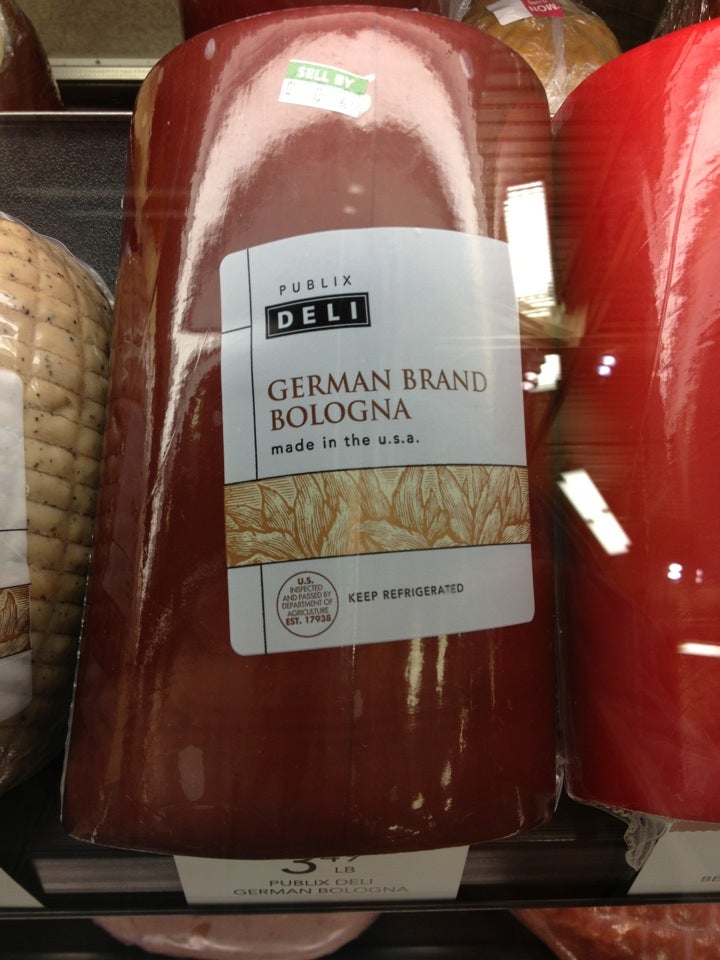 SELL BY
PUBLIX
DELI
GERMAN BRAND
BOLOGNA
made in the u.s.a.
U.S.
INSPECTED
AND PASSED BY
DEPARTMENT OF
AGRICULTURE
EST. 17938
KEEP REFRIGERATED
LB
PUBLIX DELI
GERMAN BOLOGNA